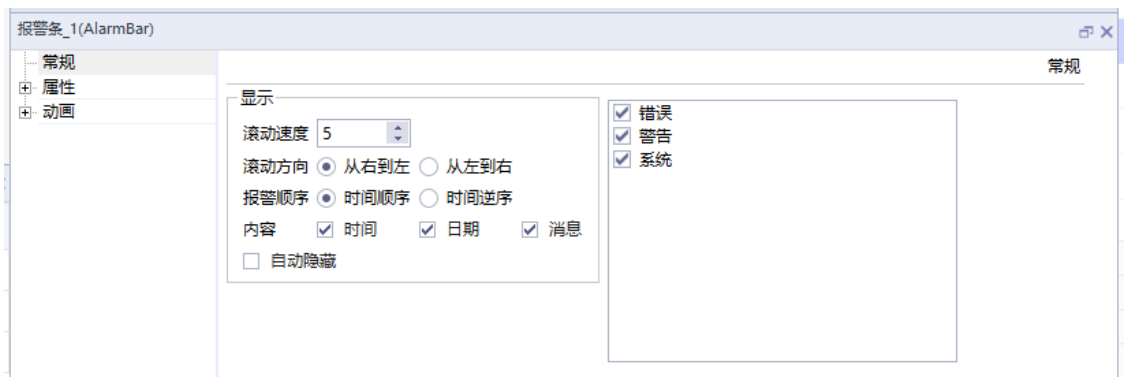 报警条_1(AlarmBar)
常规
属性
动画
常规
显示
滚动速度 5
滚动方向 从右到左 从左到右
报警顺序 时间顺序 时间逆序
内容 时间 日期 消息
自动隐藏
错误
警告
系统